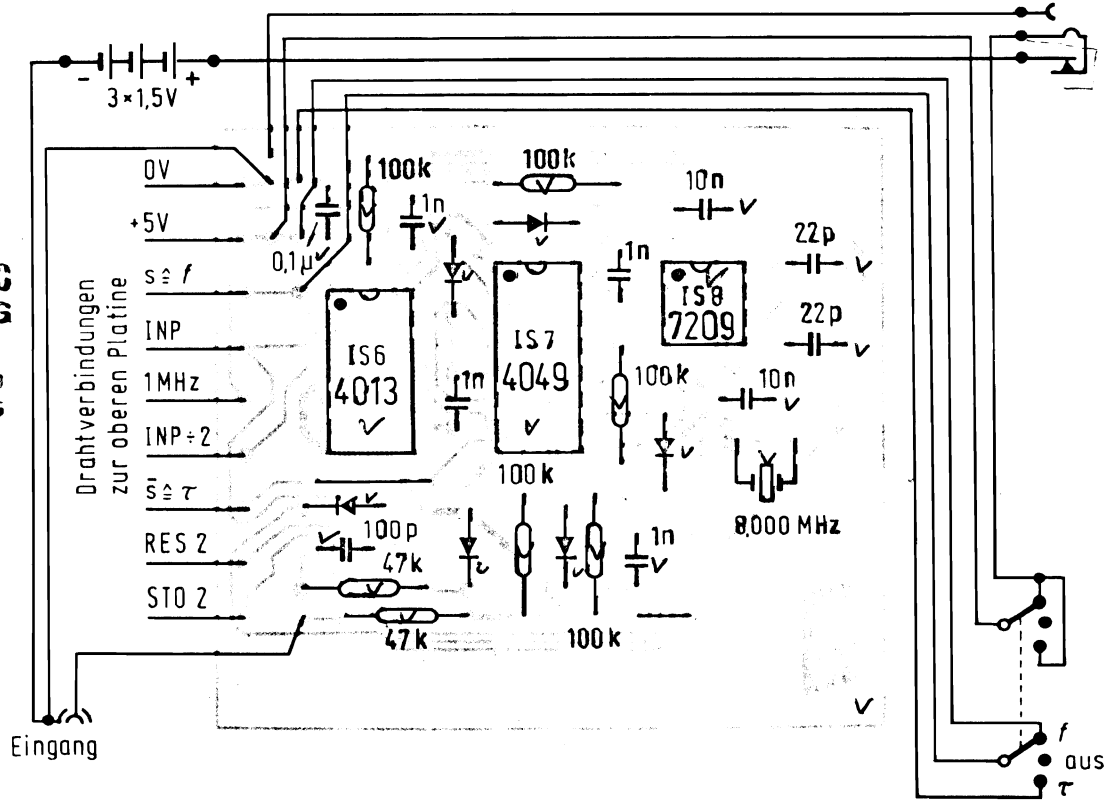 - +
3×1,5V
0V
+5V
s ≙ f
INP
1MHz
INP÷2
s̄ ≙ τ
RES 2
STO 2
Drahtverbindungen
zur oberen Platine
100k
100k
10n
1n
0,1µ
22p
1n
IS8
7209
22p
IS6
4013
IS7
4049
1n
100k
10n
100k
100p
8,000 MHz
47k
1n
47k
100k
Eingang
f
aus
τ